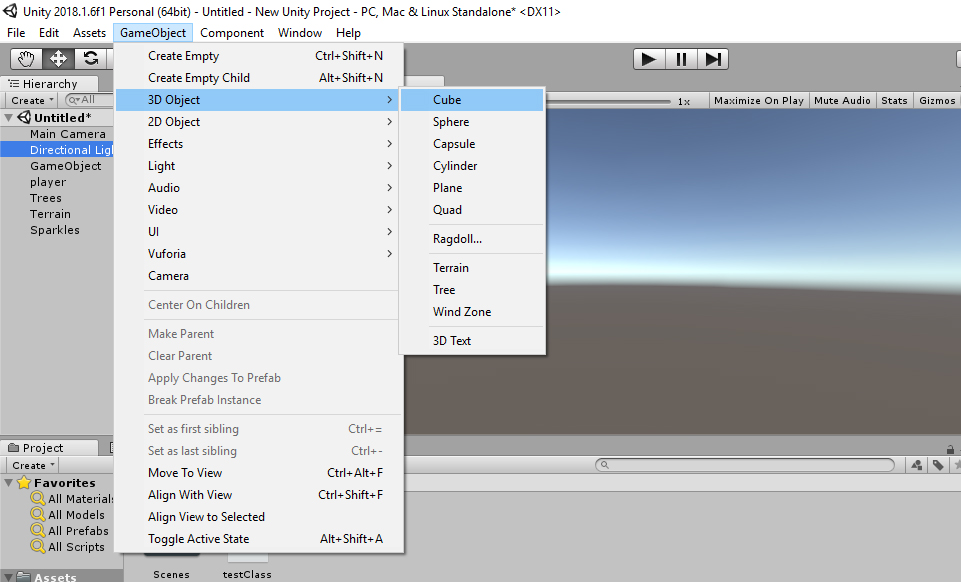 Unity 2018.1.6f1 Personal (64bit) - Untitled - New Unity Project - PC, Mac & Linux Standalone* <DX11>
File Edit Assets GameObject Component Window Help
Hierarchy
Create All
Untitled*
Main Camera
Directional Ligh
GameObject
player
Trees
Terrain
Sparkles
Create Empty Ctrl+Shift+N
Create Empty Child Alt+Shift+N
3D Object
2D Object
Effects
Light
Audio
Video
UI
Vuforia
Camera
Center On Children
Make Parent
Clear Parent
Apply Changes To Prefab
Break Prefab Instance
Set as first sibling Ctrl+=
Set as last sibling Ctrl+-
Move To View Ctrl+Alt+F
Align With View Ctrl+Shift+F
Align View to Selected
Toggle Active State Alt+Shift+A
Cube
Sphere
Capsule
Cylinder
Plane
Quad
Ragdoll...
Terrain
Tree
Wind Zone
3D Text
1x Maximize On Play Mute Audio Stats Gizmos
Project
Create
Favorites
All Materials
All Models
All Prefabs
All Scripts
Assets
Scenes testClass